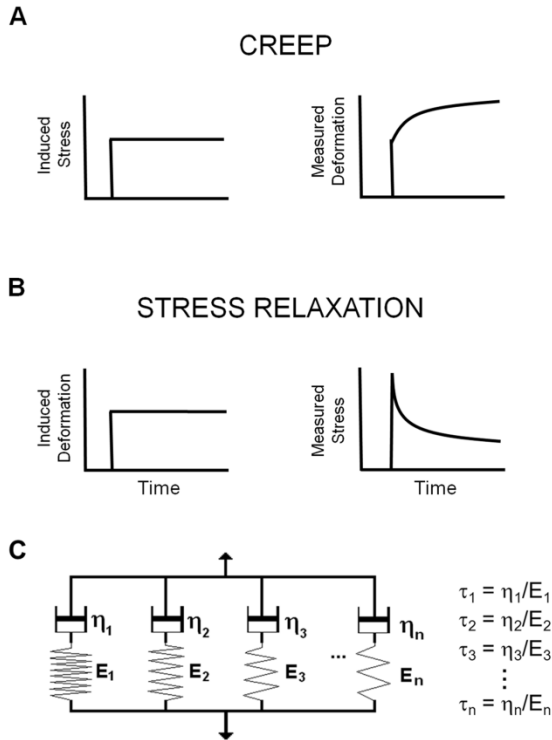 A
CREEP
Induced
Stress
Measured
Deformation
B
STRESS RELAXATION
Induced
Deformation
Time
Measured
Stress
Time
C
η1 η2 η3 ηn
E1 E2 E3 ... En
τ1 = η1/E1
τ2 = η2/E2
τ3 = η3/E3
⋮
τn = ηn/En